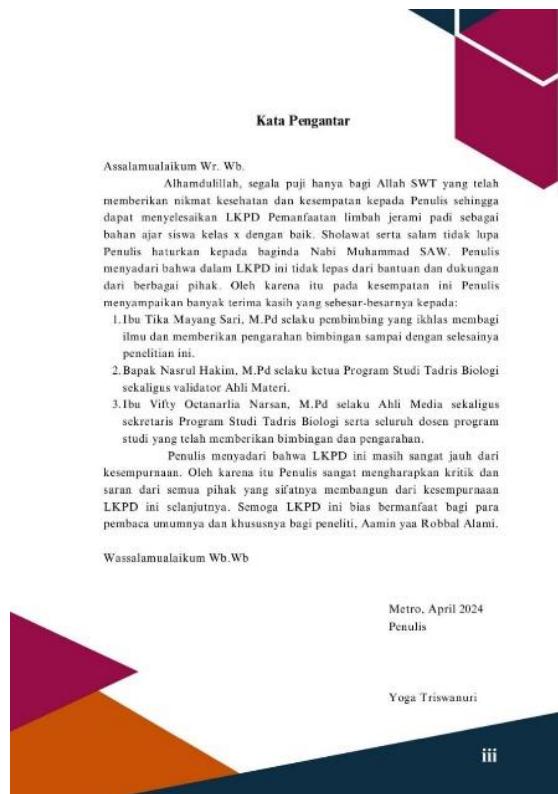 Kata Pengantar
Assalamualaikum Wr. Wb.
Alhamdulillah, segala puji hanya bagi Allah SWT yang telah
memberikan nikmat kesehatan dan kesempatan kepada Penulis sehingga
dapat menyelesaikan LKPD Pemanfaatan limbah jerami padi sebagai
bahan ajar siswa kelas x dengan baik. Sholawat serta salam tidak lupa
Penulis haturkan kepada baginda Nabi Muhammad SAW. Penulis
menyadari bahwa dalam LKPD ini tidak lepas dari bantuan dan dukungan
dari berbagai pihak. Oleh karena itu pada kesempatan ini Penulis
menyampaikan banyak terima kasih yang sebesar-besarnya kepada:
1. Ibu Tika Mayang Sari, M.Pd selaku pembimbing yang ikhlas membagi
ilmu dan memberikan pengarahan bimbingan sampai dengan selesainya
penelitian ini.
2. Bapak Nasrul Hakim, M.Pd selaku ketua Program Studi Tadris Biologi
sekaligus validator Ahli Materi.
3. Ibu Vifty Octanarlia Narsan, M.Pd selaku Ahli Media sekaligus
sekretaris Program Studi Tadris Biologi serta seluruh dosen program
studi yang telah memberikan bimbingan dan pengarahan.
Penulis menyadari bahwa LKPD ini masih sangat jauh dari
kesempurnaan. Oleh karena itu Penulis sangat mengharapkan kritik dan
saran dari semua pihak yang sifatnya membangun dari kesempurnaan
LKPD ini selanjutnya. Semoga LKPD ini bias bermanfaat bagi para
pembaca umumnya dan khususnya bagi peneliti, Aamin yaa Robbal Alami.
Wassalamualaikum Wb.Wb
Metro, April 2024
Penulis
Yoga Triswanuri
iii